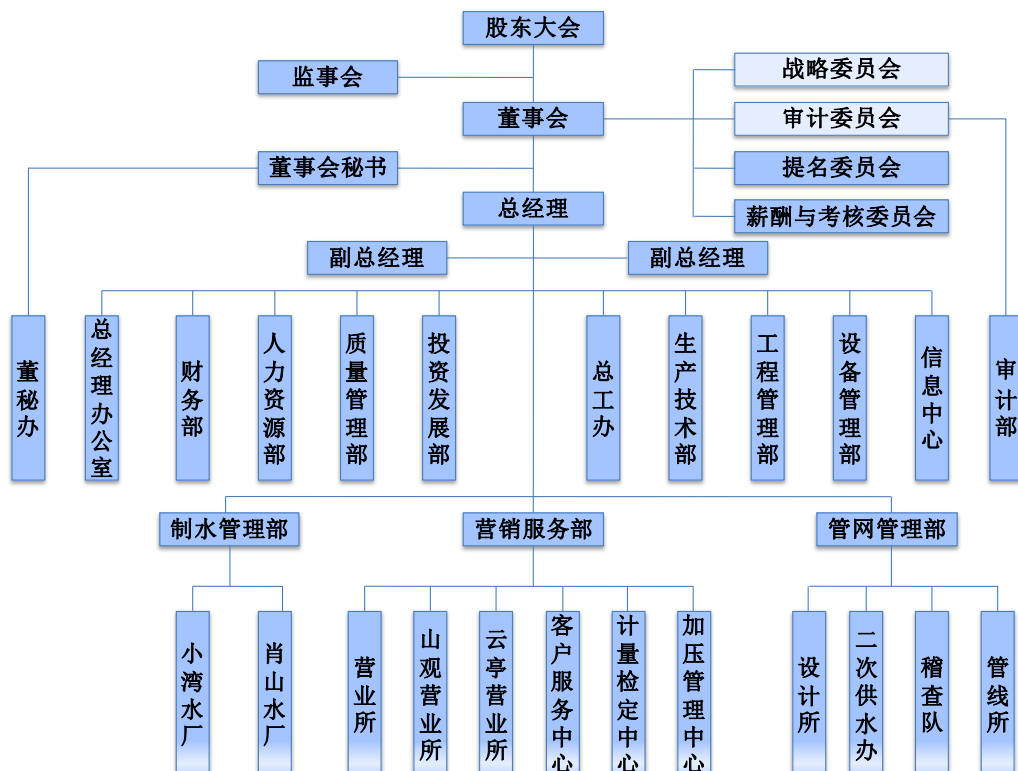 股东大会
监事会
战略委员会
董事会
审计委员会
董事会秘书
提名委员会
总经理
薪酬与考核委员会
副总经理
副总经理
董秘办
总经理办公室
财务部
人力资源部
质量管理部
投资发展部
总工办
生产技术部
工程管理部
设备管理部
信息中心
审计部
制水管理部
营销服务部
管网管理部
小湾水厂
肖山水厂
营业所
山观营业所
云亭营业所
客户服务中心
计量检定中心
加压管理中心
设计所
二次供水办
稽查队
管线所